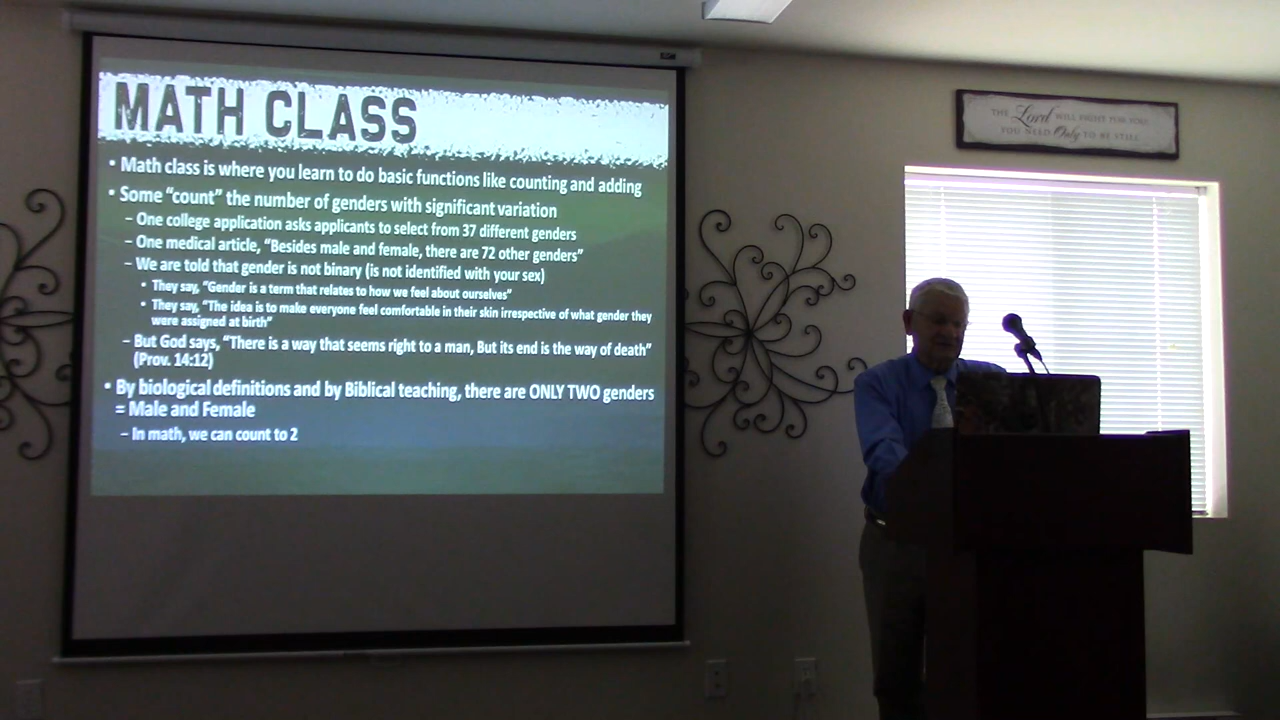 MATH CLASS
• Math class is where you learn to do basic functions like counting and adding
• Some “count” the number of genders with significant variation
– One college application asks applicants to select from 37 different genders
– One medical article, “Besides male and female, there are 72 other genders”
– We are told that gender is not binary (is not identified with your sex)
• They say, “Gender is a term that relates to how we feel about ourselves”
• They say, “The idea is to make everyone feel comfortable in their skin irrespective of what gender they
were assigned at birth”
– But God says, “There is a way that seems right to a man, But its end is the way of death”
(Prov. 14:12)
• By biological definitions and by Biblical teaching, there are ONLY TWO genders
= Male and Female
– In math, we can count to 2
THE Lord WILL FIGHT FOR YOU;
YOU NEED Only TO BE STILL